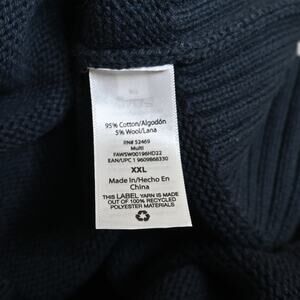 95% Cotton/Algodón
5% Wool/Lana
RN# 52469
Multi
FAWSW00196HD22
EAN/UPC 1 9609868330
XXL
Made In/Hecho En
China
THIS LABEL YARN IS MADE
OUT OF 100% RECYCLED
POLYESTER MATERIALS